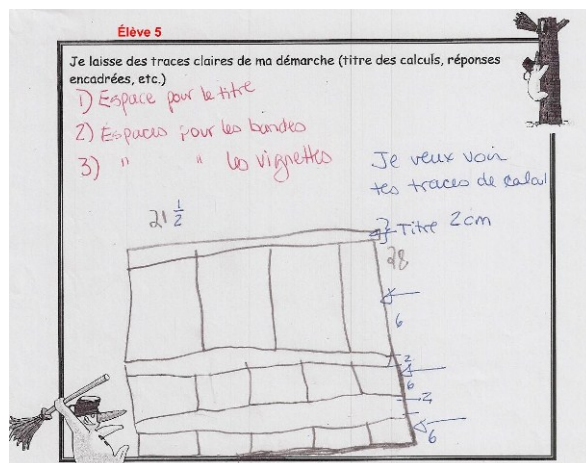 Élève 5
Je laisse des traces claires de ma démarche (titre des calculs, réponses
encadrées, etc.)
1) Espace pour le titre
2) Espaces pour les bandes
3) " " les vignettes
Je veux voir
tes traces de calcul
21 1/2
Titre 2cm
28
6
2
6
2
6